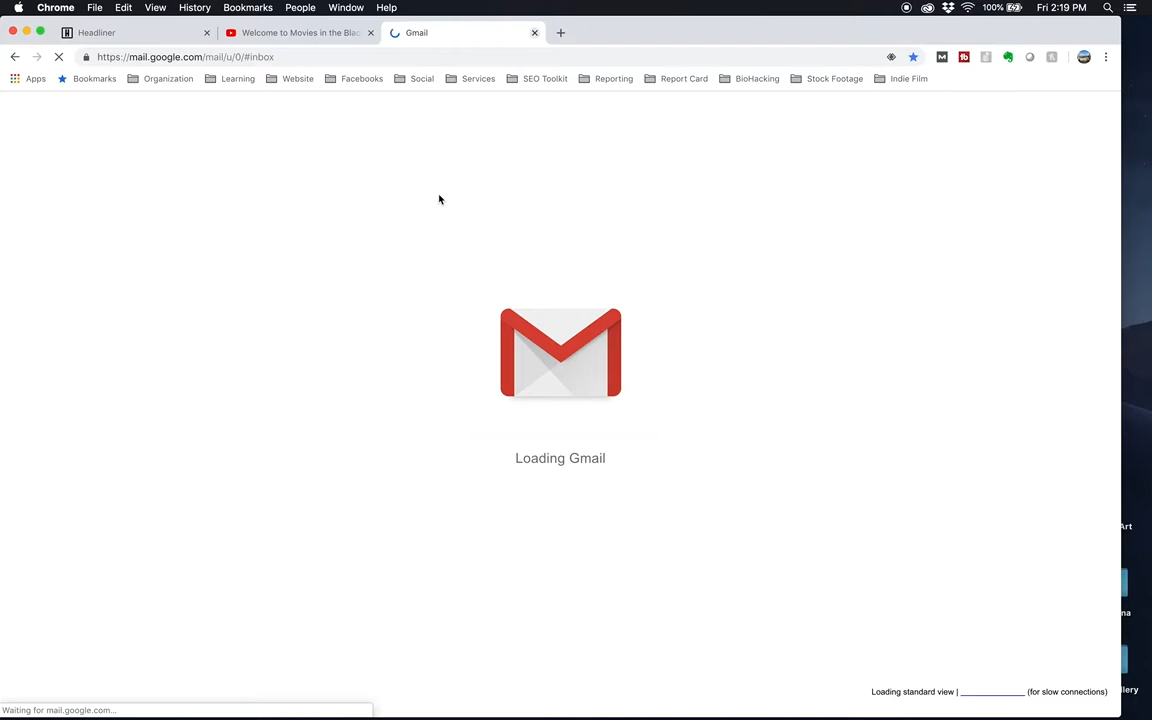 Chrome File Edit View History Bookmarks People Window Help 100% Fri 2:19 PM
Headliner Welcome to Movies in the Blac Gmail
https://mail.google.com/mail/u/0/#inbox
Apps Bookmarks Organization Learning Website Facebooks Social Services SEO Toolkit Reporting Report Card BioHacking Stock Footage Indie Film
Loading Gmail
Art
na
llery
Loading standard view | (for slow connections)
Waiting for mail.google.com...